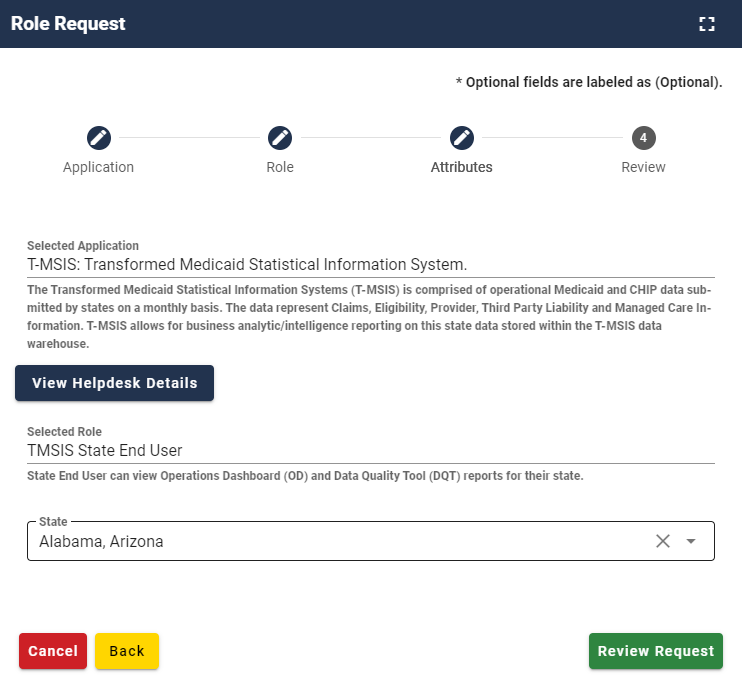 Role Request
* Optional fields are labeled as (Optional).
Application
Role
Attributes
4
Review
Selected Application
T-MSIS: Transformed Medicaid Statistical Information System.
The Transformed Medicaid Statistical Information Systems (T-MSIS) is comprised of operational Medicaid and CHIP data sub-
mitted by states on a monthly basis. The data represent Claims, Eligibility, Provider, Third Party Liability and Managed Care In-
formation. T-MSIS allows for business analytic/intelligence reporting on this state data stored within the T-MSIS data
warehouse.
View Helpdesk Details
Selected Role
TMSIS State End User
State End User can view Operations Dashboard (OD) and Data Quality Tool (DQT) reports for their state.
State
Alabama, Arizona
Cancel
Back
Review Request